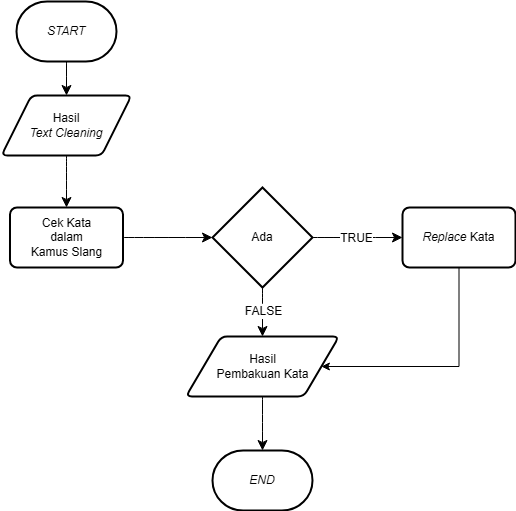 START
Hasil
Text Cleaning
Cek Kata
dalam
Kamus Slang
Ada
TRUE
Replace Kata
FALSE
Hasil
Pembakuan Kata
END